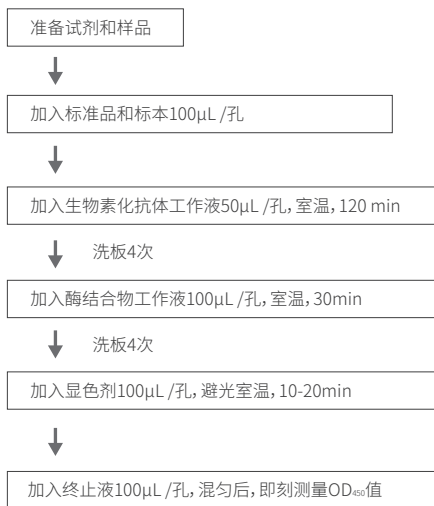 准备试剂和样品
加入标准品和标本100μL /孔
加入生物素化抗体工作液50μL /孔，室温，120 min
洗板4次
加入酶结合物工作液100μL /孔，室温，30min
洗板4次
加入显色剂100μL /孔，避光室温，10-20min
加入终止液100μL /孔，混匀后，即刻测量OD₄₅₀值